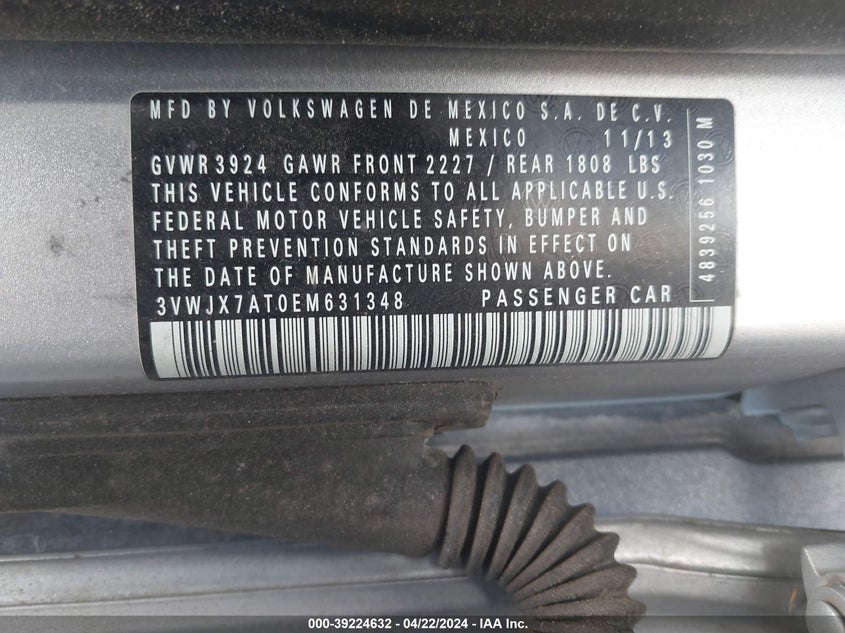 MFD BY VOLKSWAGEN DE MEXICO S.A. DE C.V.
MEXICO 11/13
GVWR 3924 GAWR FRONT 2227 / REAR 1808 LBS
THIS VEHICLE CONFORMS TO ALL APPLICABLE U.S.
FEDERAL MOTOR VEHICLE SAFETY, BUMPER AND
THEFT PREVENTION STANDARDS IN EFFECT ON
THE DATE OF MANUFACTURE SHOWN ABOVE.
3VWJX7AT0EM631348 PASSENGER CAR
4839256 1030 M
000-39224632 - 04/22/2024 - IAA Inc.